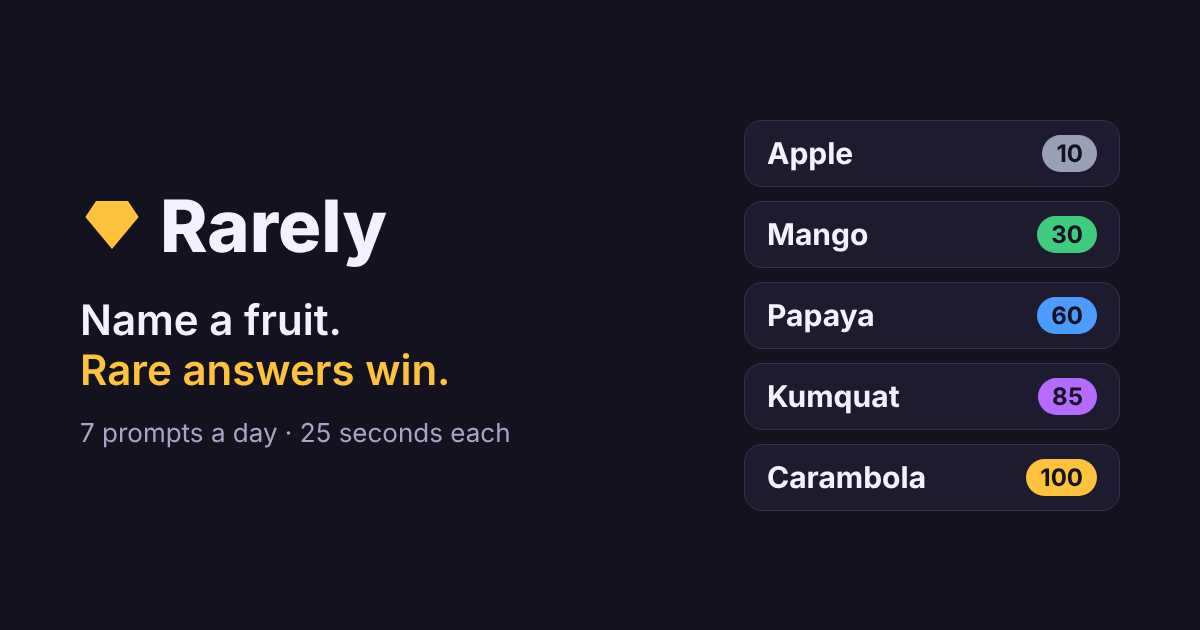 Rarely
Name a fruit.
Rare answers win.
7 prompts a day · 25 seconds each
Apple 10
Mango 30
Papaya 60
Kumquat 85
Carambola 100